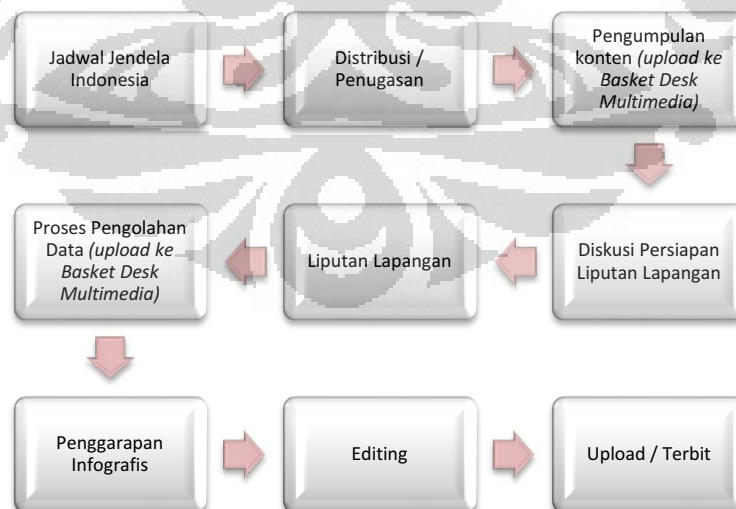 Jadwal Jendela
Indonesia
Distribusi /
Penugasan
Pengumpulan
konten (upload ke
Basket Desk
Multimedia)
Diskusi Persiapan
Liputan Lapangan
Liputan Lapangan
Proses Pengolahan
Data (upload ke
Basket Desk
Multimedia)
Penggarapan
Infografis
Editing
Upload / Terbit